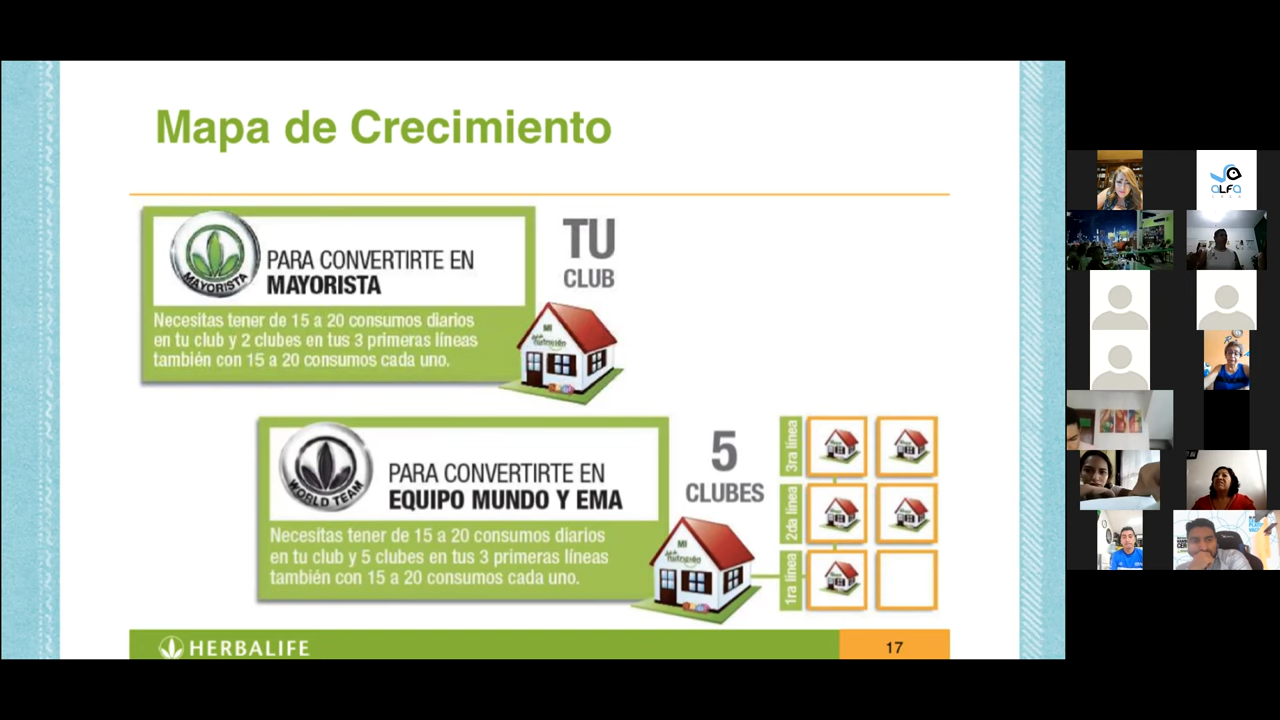 Mapa de Crecimiento
MAYORISTA
PARA CONVERTIRTE EN
MAYORISTA
Necesitas tener de 15 a 20 consumos diarios
en tu club y 2 clubes en tus 3 primeras líneas
también con 15 a 20 consumos cada uno.
TU
CLUB
MI
WORLD TEAM
PARA CONVERTIRTE EN
EQUIPO MUNDO Y EMA
Necesitas tener de 15 a 20 consumos diarios
en tu club y 5 clubes en tus 3 primeras líneas
también con 15 a 20 consumos cada uno.
5
CLUBES
MI
3ra línea
2da línea
1ra línea
HERBALIFE
17
aLFa